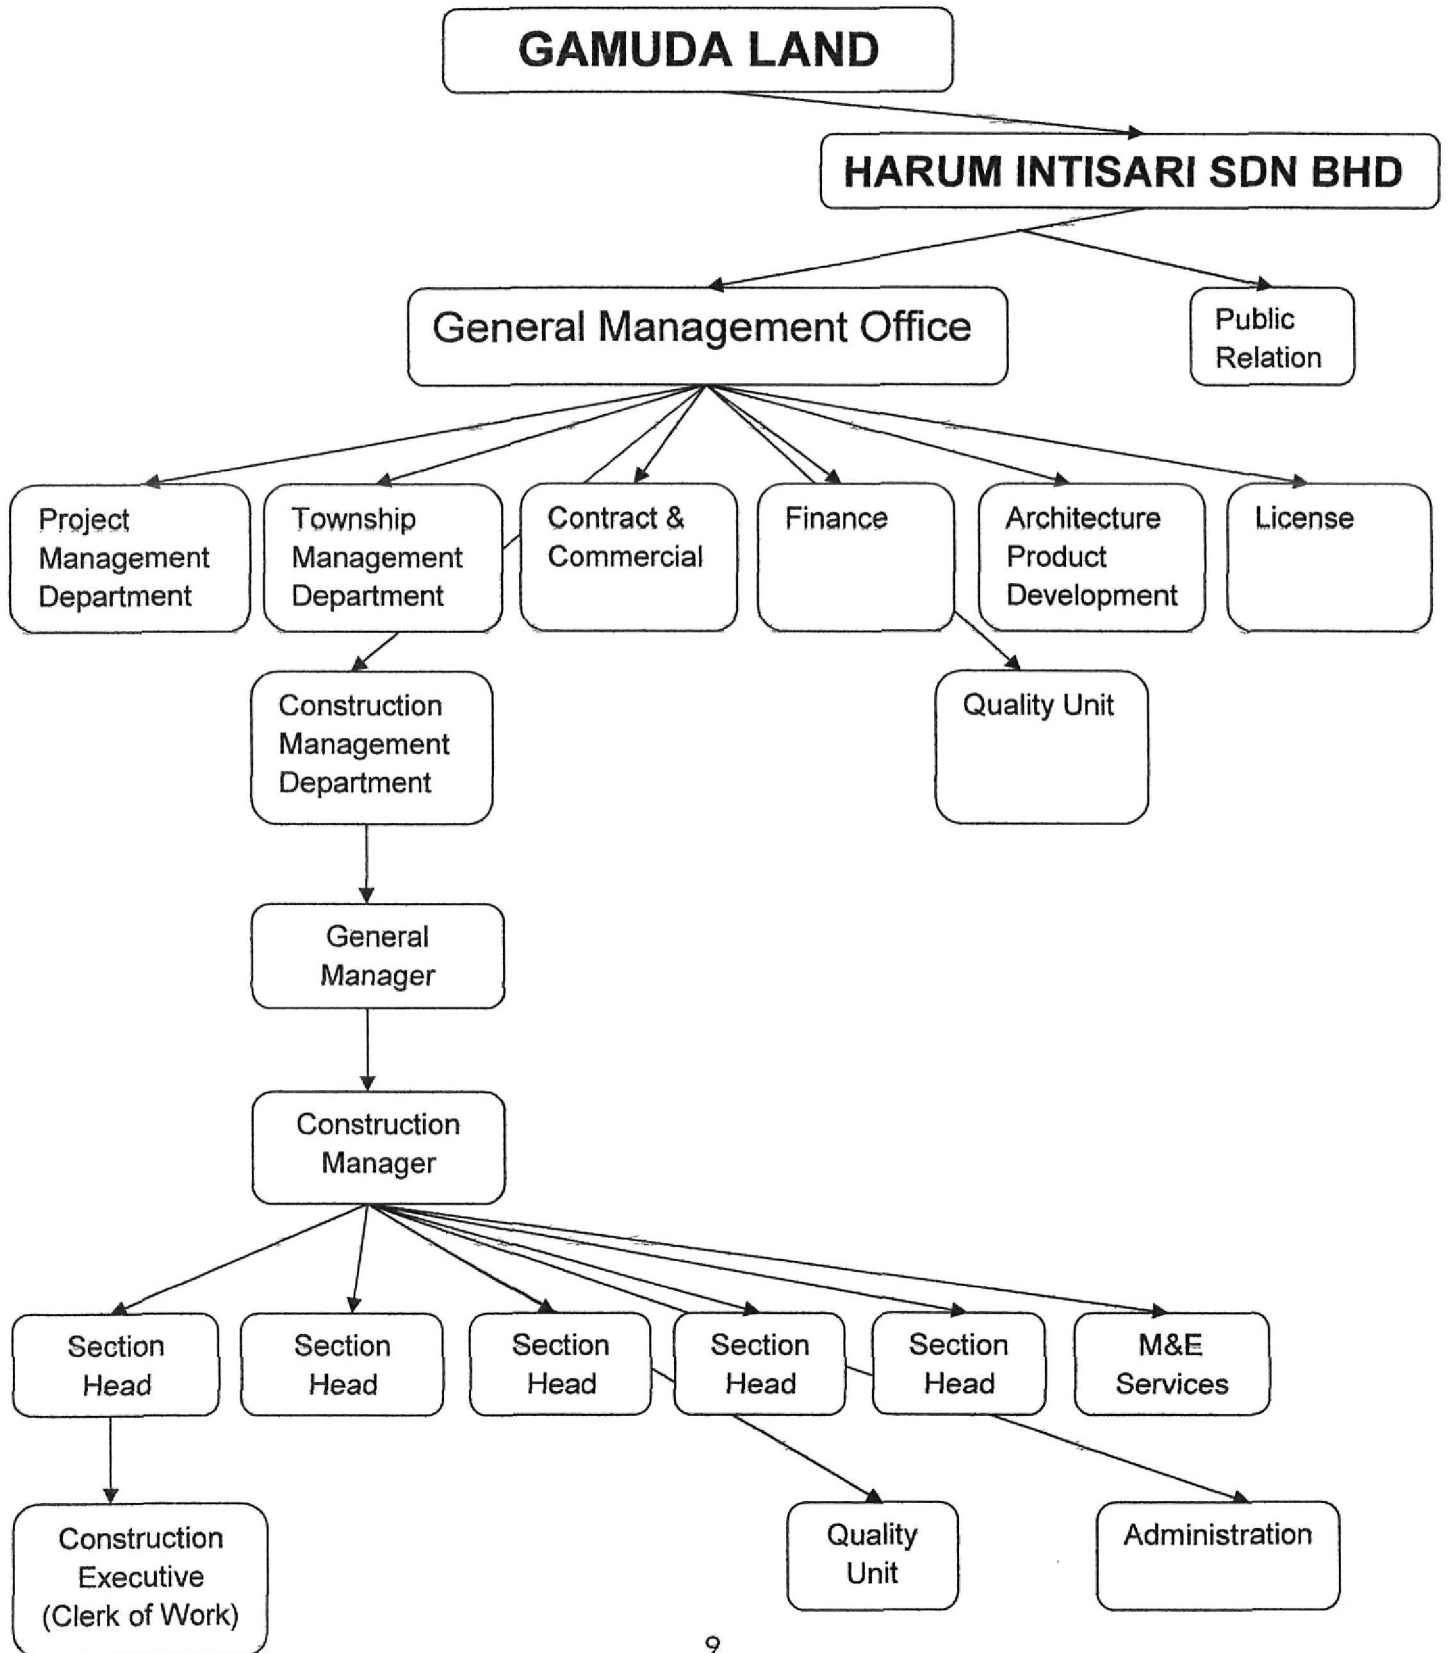 GAMUDA LAND
HARUM INTISARI SDN BHD
General Management Office
Public
Relation
Project
Management
Department
Township
Management
Department
Contract &
Commercial
Finance
Architecture
Product
Development
License
Construction
Management
Department
Quality Unit
General
Manager
Construction
Manager
Section
Head
Section
Head
Section
Head
Section
Head
Section
Head
M&E
Services
Construction
Executive
(Clerk of Work)
Quality
Unit
Administration
9